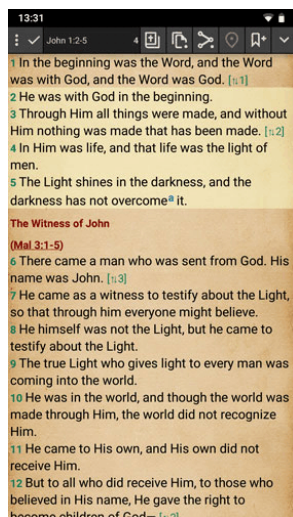 13:31
John 1:2-5 4
1 In the beginning was the Word, and the Word
was with God, and the Word was God. [⇅1]
2 He was with God in the beginning.
3 Through Him all things were made, and without
Him nothing was made that has been made. [⇅2]
4 In Him was life, and that life was the light of
men.
5 The Light shines in the darkness, and the
darkness has not overcomeª it.
The Witness of John
(Mal 3:1-5)
6 There came a man who was sent from God. His
name was John. [⇅3]
7 He came as a witness to testify about the Light,
so that through him everyone might believe.
8 He himself was not the Light, but he came to
testify about the Light.
9 The true Light who gives light to every man was
coming into the world.
10 He was in the world, and though the world was
made through Him, the world did not recognize
Him.
11 He came to His own, and His own did not
receive Him.
12 But to all who did receive Him, to those who
believed in His name, He gave the right to
become children of God—